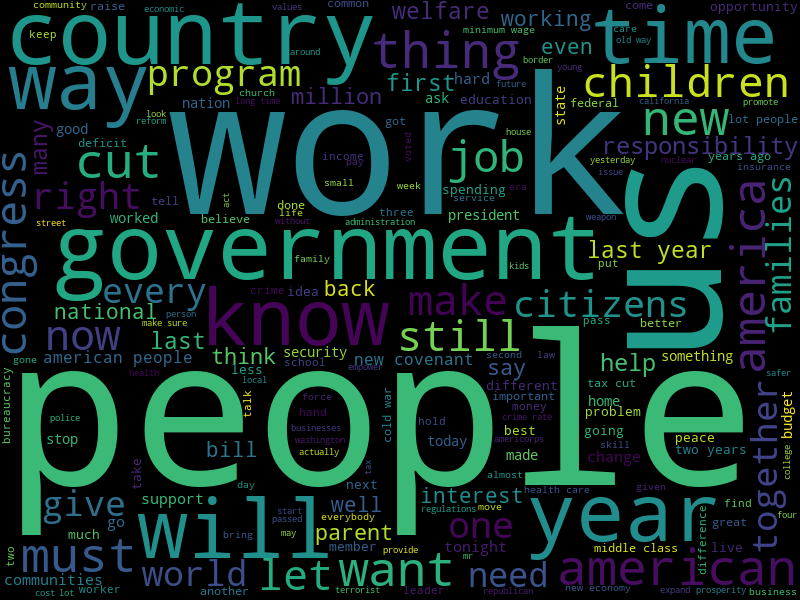 community raise economic values common come opportunity
country welfare working time
keep minimum wage care old way
thing even around border young
way program first hard children
church million ask education state federal california promote
long time nation future
look reform good got new lot people
many deficit cut work job house responsibility
voted yesterday nuclear years ago insurance
income pay issue
right tell small week spending era
congress act service weapon america families
street worked done life believe three president
without administration
government last year us
family kids put
every crime idea back citizens
national person know make pass better
now make sure last still
gone american people think security new covenant second law something
less school say different help safer
bureaucracy health local empower important tax cut
talk force cold war money home
police hand hold crime rate problem budget
stop businesses washington best americorps going skill peace together
bill actually today made change two years college
people
take tax almost
day next interest health care given
give support well regulations move find four
go start passed everybody one year great
much will bring may parent tonight difference live
two must member provide mr middle class
communities world let want need american
cost lot worker another terrorist leader republican new economy expand prosperity business